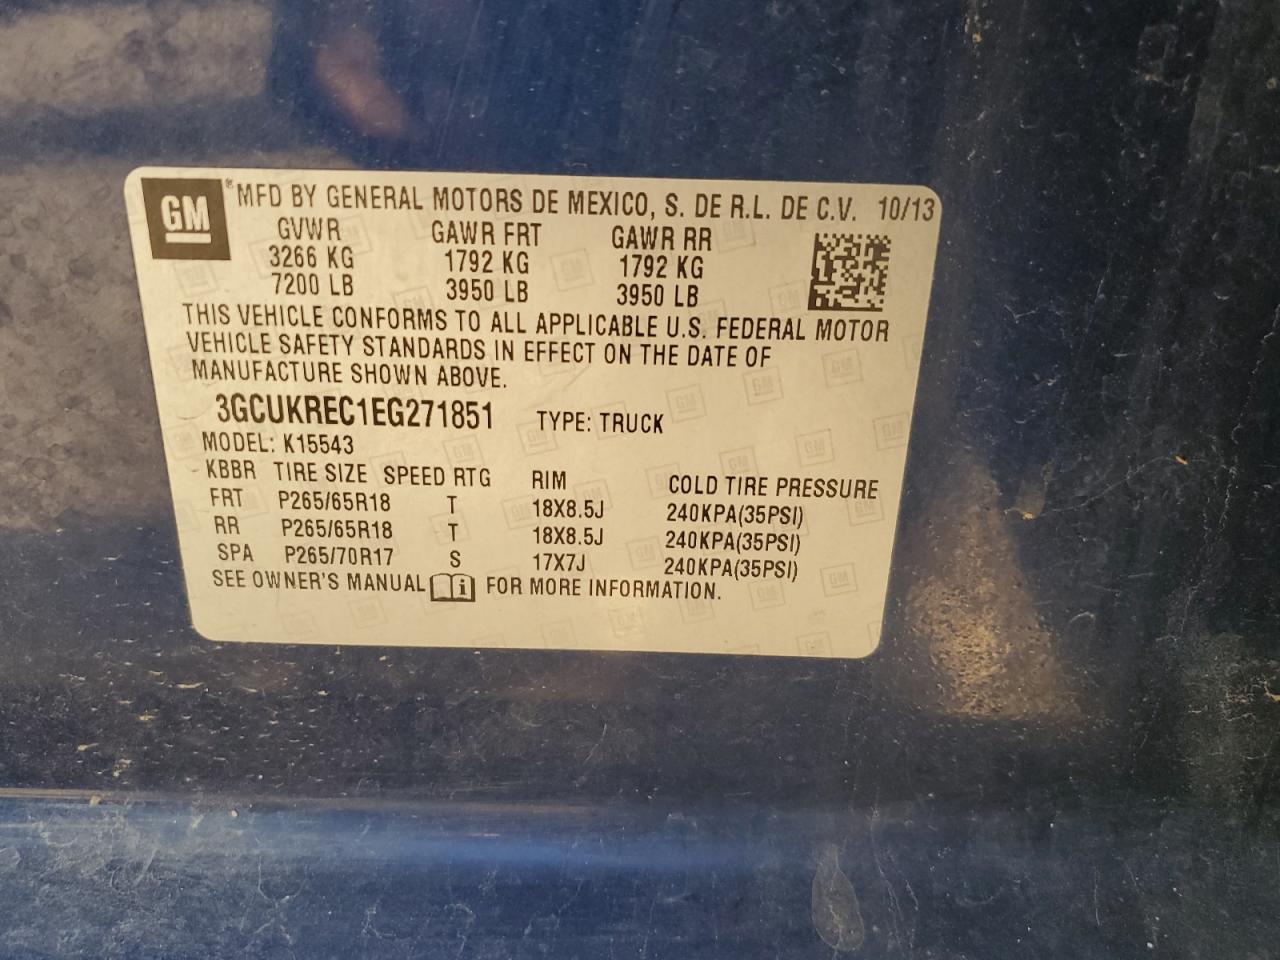 GM ® MFD BY GENERAL MOTORS DE MEXICO, S. DE R.L. DE C.V. 10/13
GVWR GAWR FRT GAWR RR
3266 KG 1792 KG 1792 KG
7200 LB 3950 LB 3950 LB
THIS VEHICLE CONFORMS TO ALL APPLICABLE U.S. FEDERAL MOTOR
VEHICLE SAFETY STANDARDS IN EFFECT ON THE DATE OF
MANUFACTURE SHOWN ABOVE.
3GCUKREC1EG271851 TYPE: TRUCK
MODEL: K15543
KBBR TIRE SIZE SPEED RTG RIM COLD TIRE PRESSURE
FRT P265/65R18 T 18X8.5J 240KPA(35PSI)
RR P265/65R18 T 18X8.5J 240KPA(35PSI)
SPA P265/70R17 S 17X7J 240KPA(35PSI)
SEE OWNER'S MANUAL i FOR MORE INFORMATION.